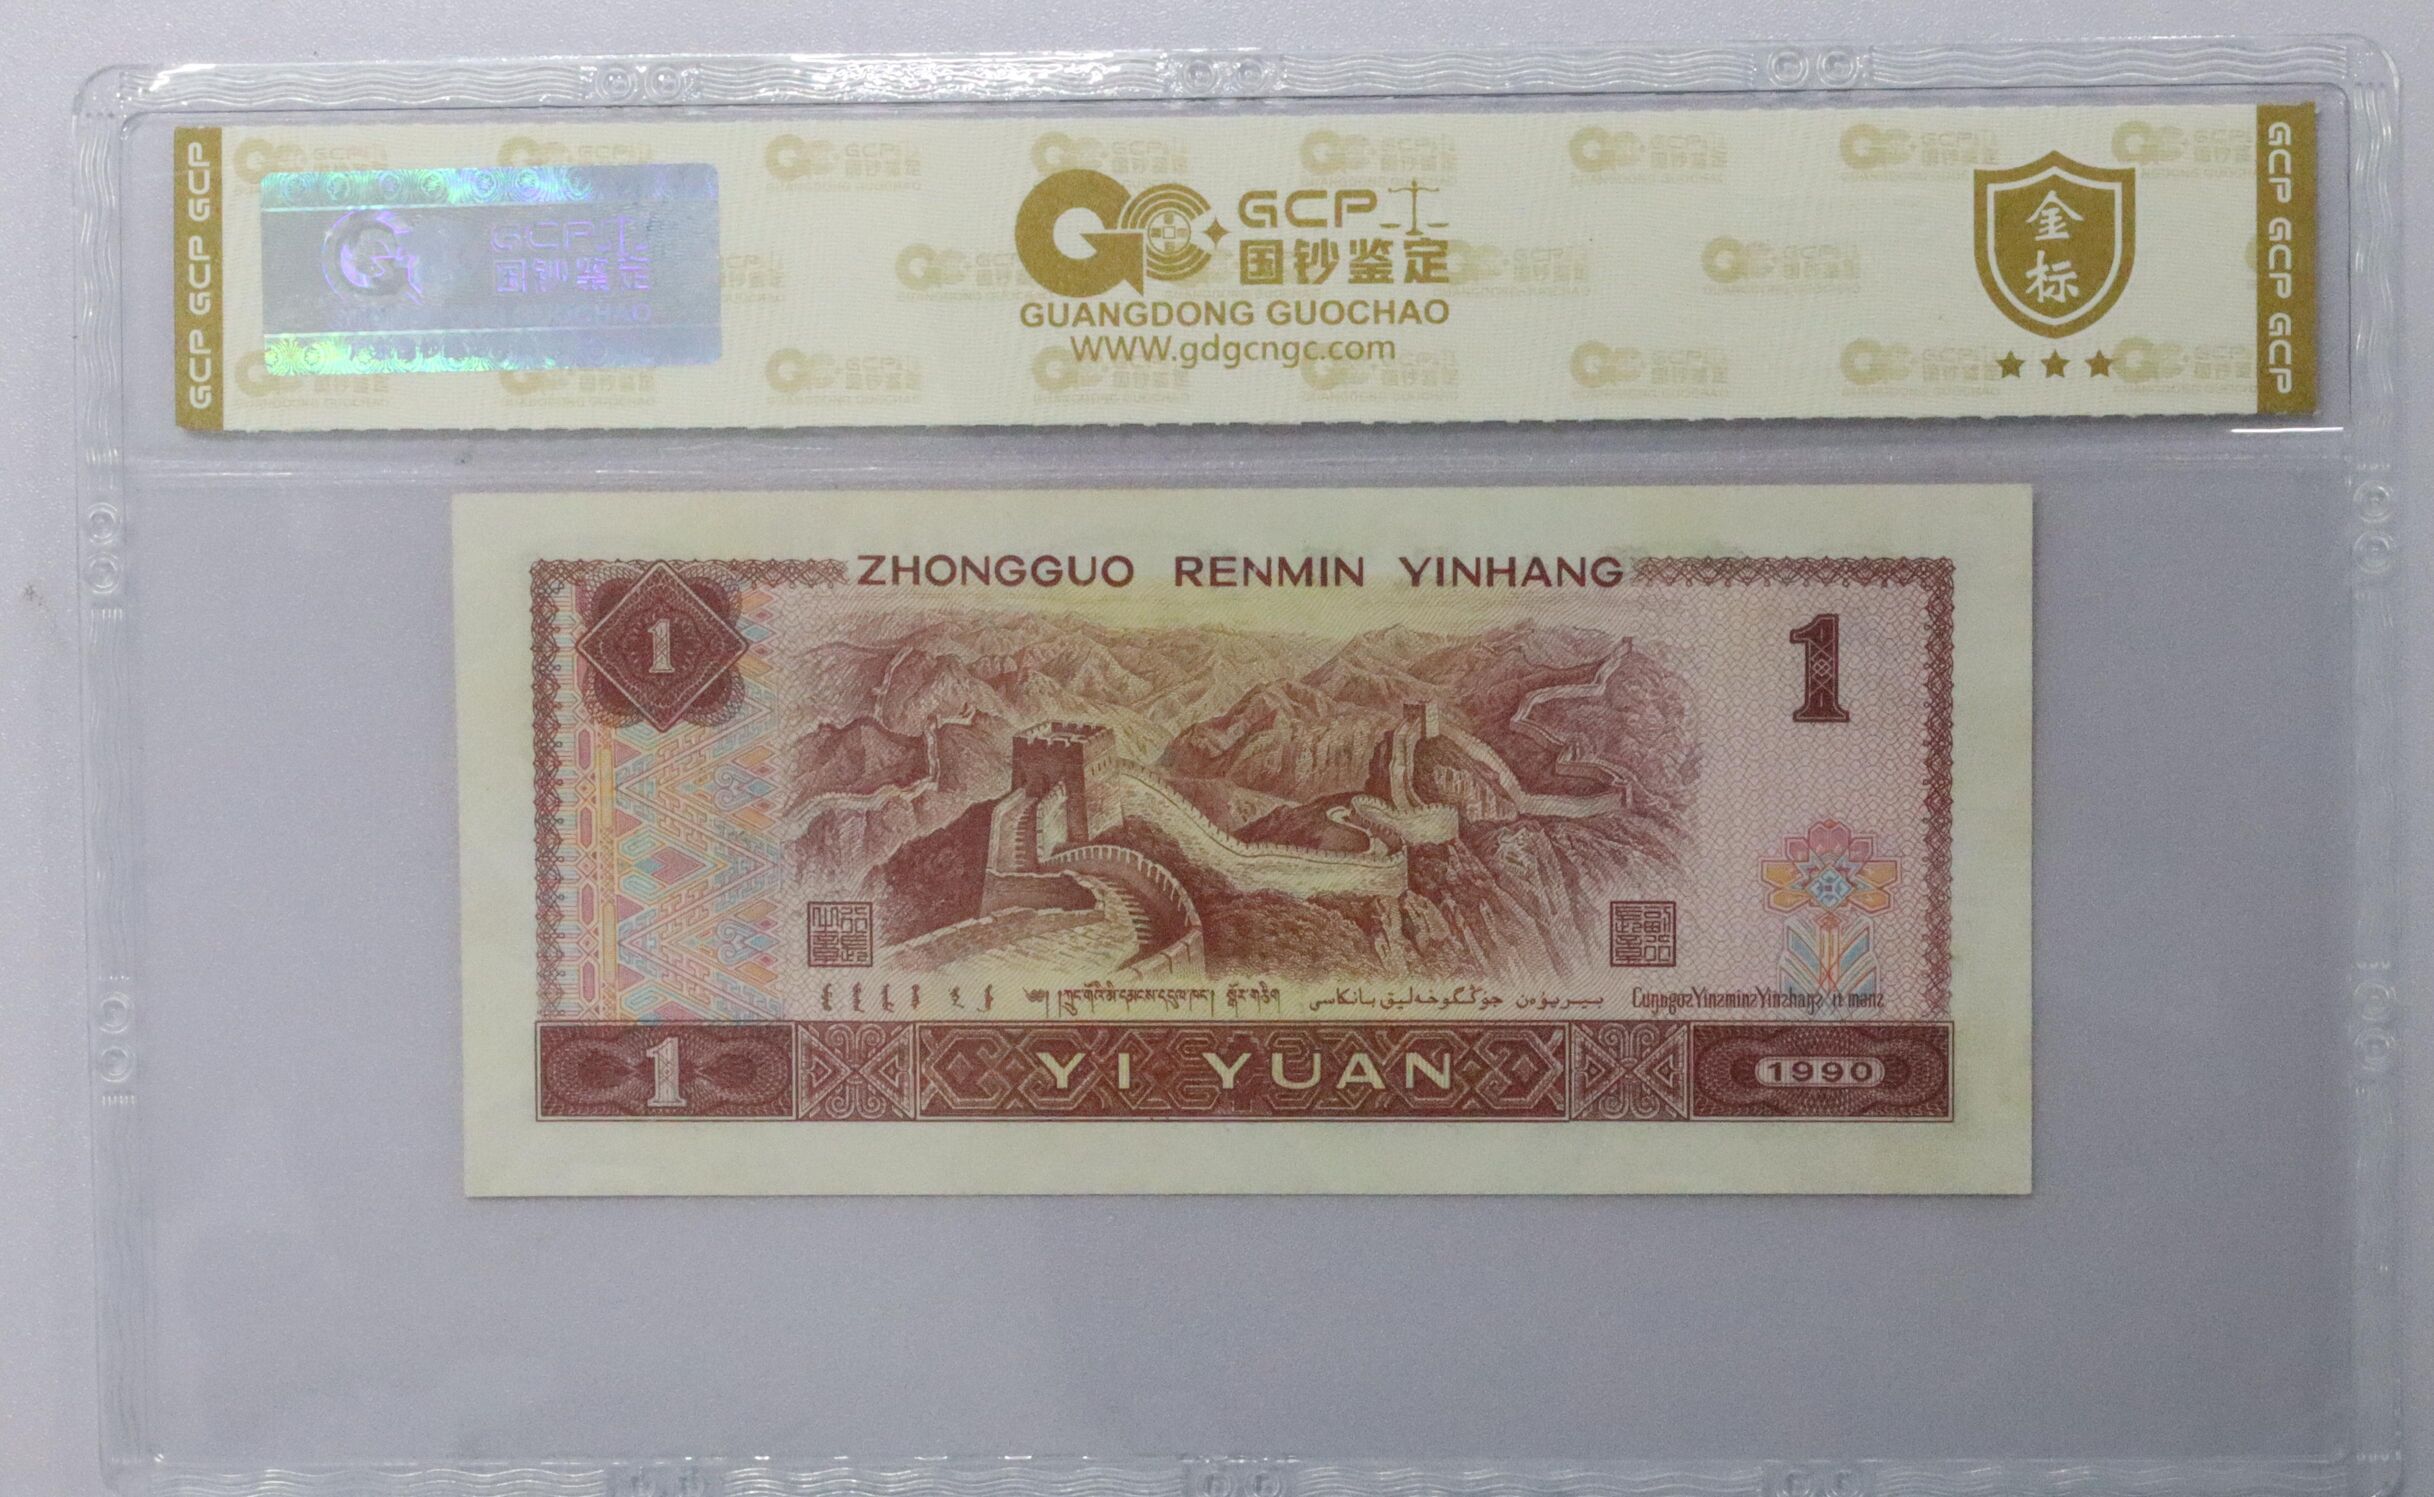 GCP GCP GCP
GCP
国钞鉴定
GCP
国钞鉴定
GUANGDONG GUOCHAO
www.gdgcngc.com
金标
GCP GCP GCP
ZHONGGUO RENMIN YINHANG
1
1
YI YUAN
1
1990